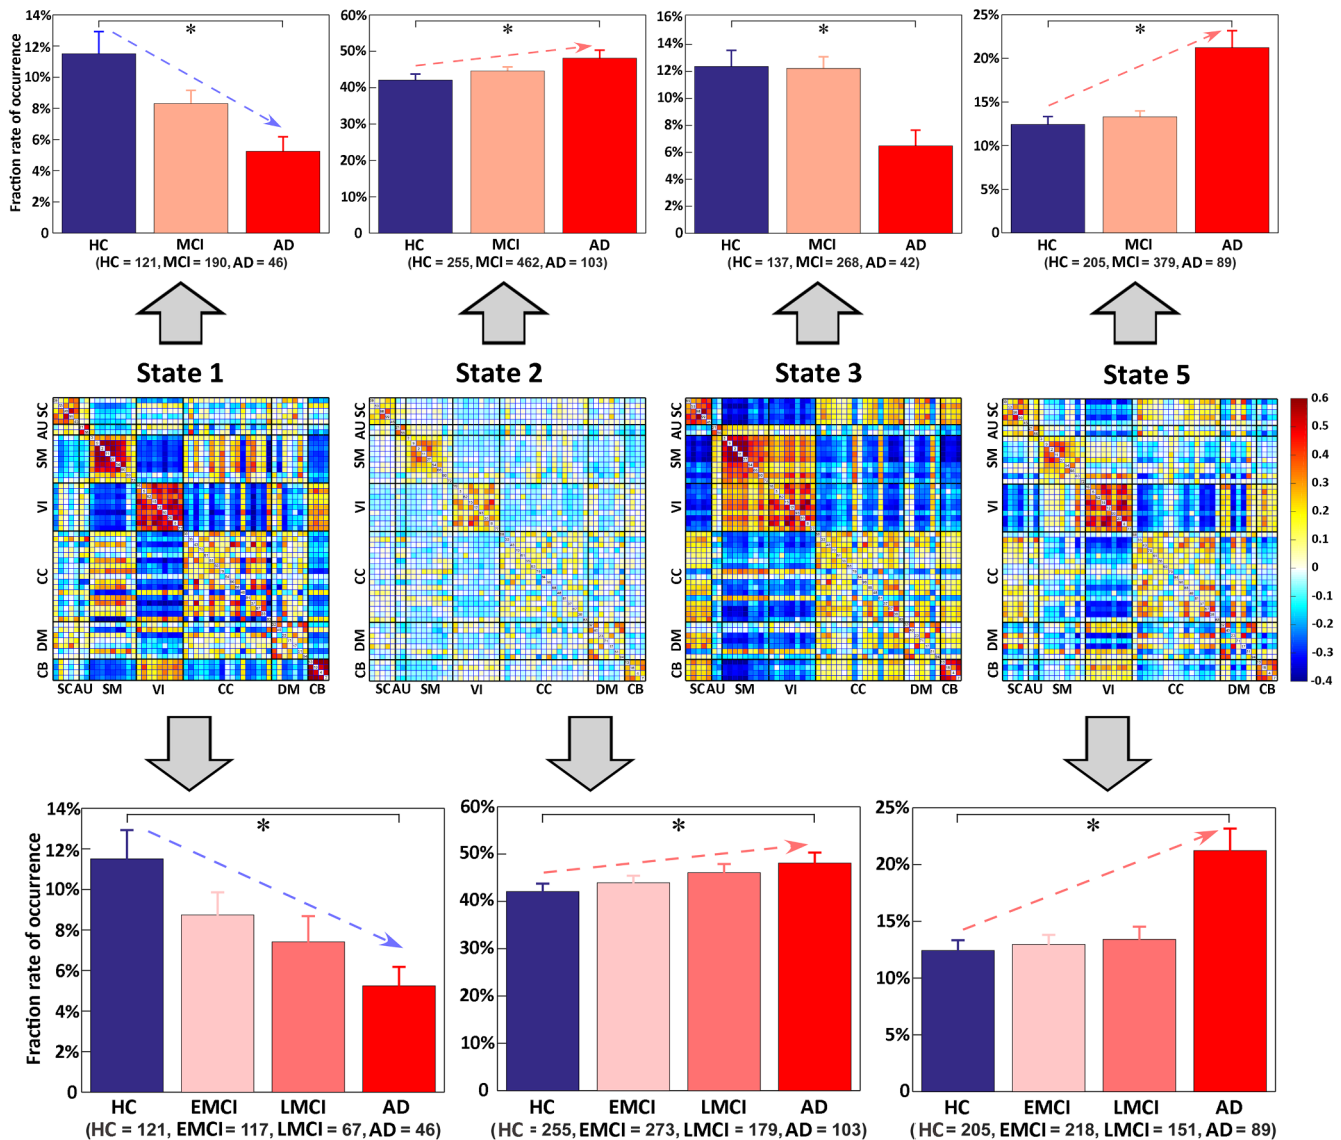 14%
12%
10%
8%
6%
4%
2%
0
Fraction rate of occurrence
*
HC MCI AD
(HC = 121, MCI = 190, AD = 46)
60%
50%
40%
30%
20%
10%
0
*
HC MCI AD
(HC = 255, MCI = 462, AD = 103)
16%
14%
12%
10%
8%
6%
4%
2%
0
*
HC MCI AD
(HC = 137, MCI = 268, AD = 42)
25%
20%
15%
10%
5%
0
*
HC MCI AD
(HC = 205, MCI = 379, AD = 89)
State 1
State 2
State 3
State 5
SC
AU
SM
VI
CC
DM
CB
SC AU SM VI CC DM CB
SC
AU
SM
VI
CC
DM
CB
SC AU SM VI CC DM CB
SC
AU
SM
VI
CC
DM
CB
SC AU SM VI CC DM CB
SC
AU
SM
VI
CC
DM
CB
SC AU SM VI CC DM CB
0.6
0.5
0.4
0.3
0.2
0.1
0
-0.1
-0.2
-0.3
-0.4
14%
12%
10%
8%
6%
4%
2%
0
Fraction rate of occurrence
*
HC EMCI LMCI AD
(HC = 121, EMCI = 117, LMCI = 67, AD = 46)
60%
50%
40%
30%
20%
10%
0
*
HC EMCI LMCI AD
(HC = 255, EMCI = 273, LMCI = 179, AD = 103)
25%
20%
15%
10%
5%
0
*
HC EMCI LMCI AD
(HC = 205, EMCI = 218, LMCI = 151, AD = 89)